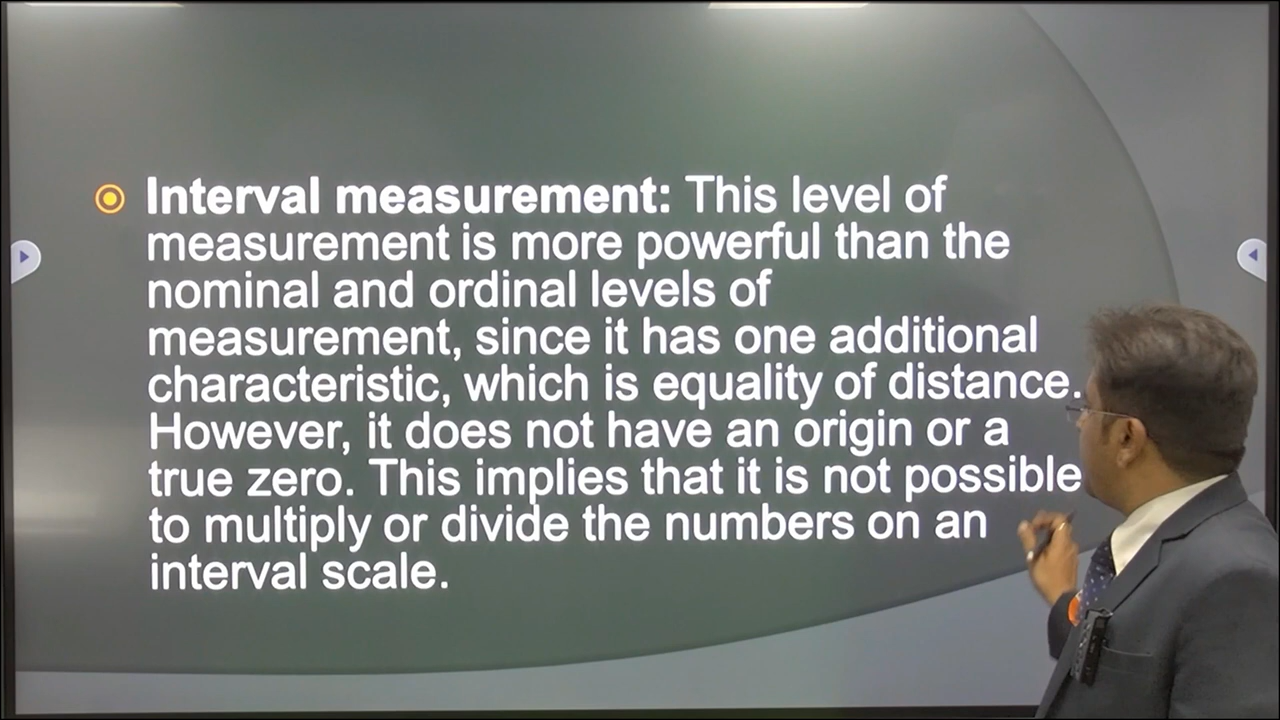 Interval measurement: This level of
measurement is more powerful than the
nominal and ordinal levels of
measurement, since it has one additional
characteristic, which is equality of distance.
However, it does not have an origin or a
true zero. This implies that it is not possible
to multiply or divide the numbers on an
interval scale.